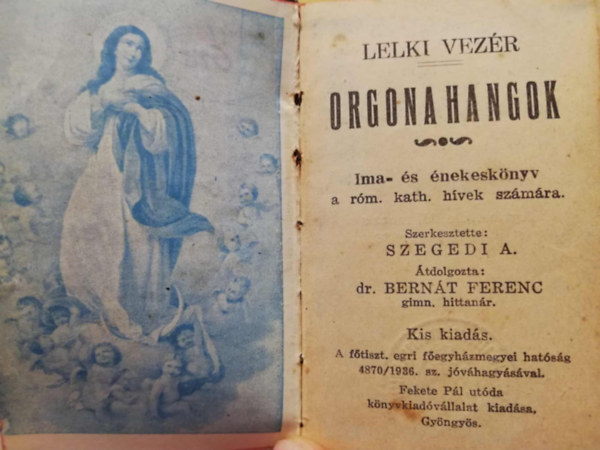 LELKI VEZÉR
ORGONAHANGOK
Ima- és énekeskönyv
a róm. kath. hivek számára.
Szerkesztette:
SZEGEDI A.
Átdolgozta:
dr. BERNÁT FERENC
gimn. hittanár.
Kis kiadás.
A főtiszt. egri főegyházmegyei hatóság
4870/1936. sz. jóváhagyásával.
Fekete Pál utóda
könyvkiadóvállalat kiadása,
Gyöngyös.